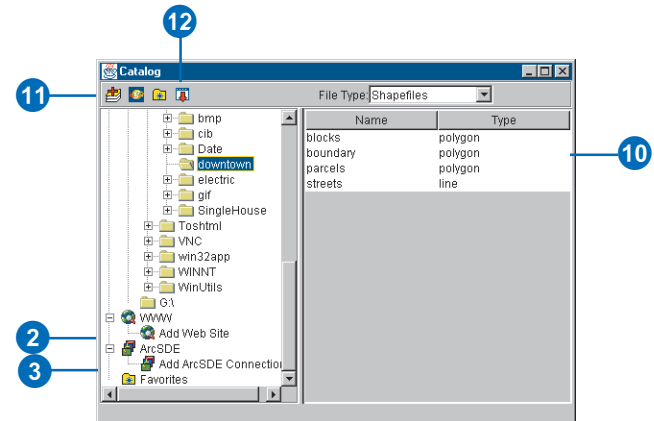 12
Catalog
11
File Type: Shapefiles
bmp
cib
Date
downtown
electric
gif
SingleHouse
Toshtml
VNC
win32app
WINNT
WinUtils
G:\
WWW
Add Web Site
ArcSDE
Add ArcSDE Connection
Favorites
Name Type
blocks polygon
boundary polygon
parcels polygon
streets line
10
2
3